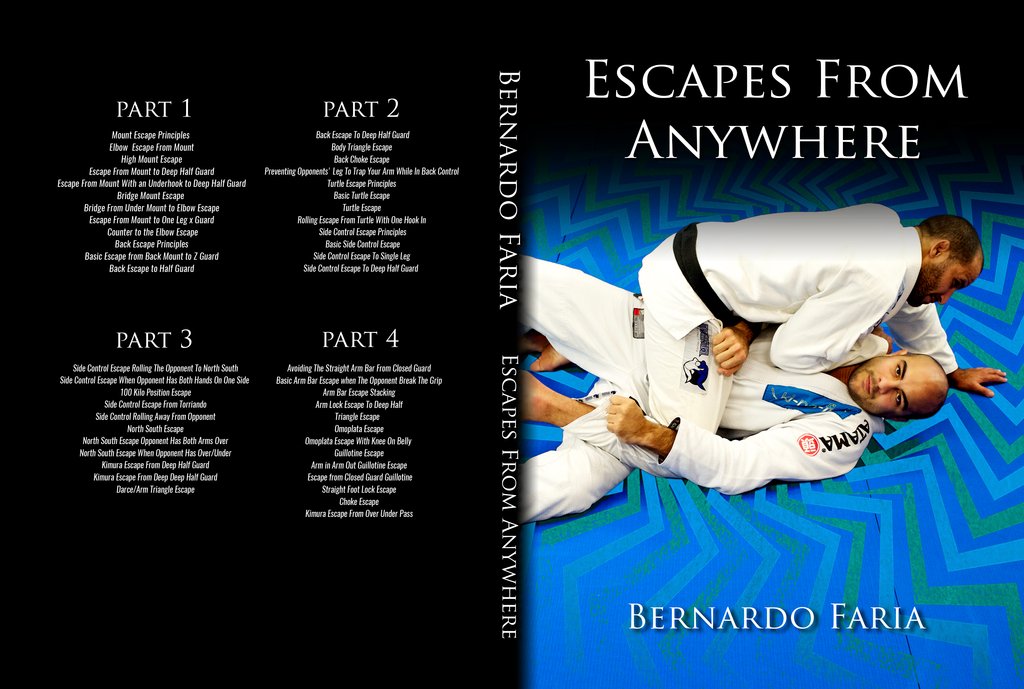 PART 1
Mount Escape Principles
Elbow Escape From Mount
High Mount Escape
Escape From Mount to Deep Half Guard
Escape From Mount With an Underhook to Deep Half Guard
Bridge Mount Escape
Bridge From Under Mount to Elbow Escape
Escape From Mount to One Leg x Guard
Counter to the Elbow Escape
Back Escape Principles
Basic Escape from Back Mount to Z Guard
Back Escape to Half Guard
PART 2
Back Escape To Deep Half Guard
Body Triangle Escape
Back Choke Escape
Preventing Opponents' Leg To Trap Your Arm While In Back Control
Turtle Escape Principles
Basic Turtle Escape
Turtle Escape
Rolling Escape From Turtle With One Hook In
Side Control Escape Principles
Basic Side Control Escape
Side Control Escape To Single Leg
Side Control Escape To Deep Half Guard
PART 3
Side Control Escape Rolling The Opponent To North South
Side Control Escape When Opponent Has Both Hands On One Side
100 Kilo Position Escape
Side Control Escape From Torriando
Side Control Rolling Away From Opponent
North South Escape
North South Escape Opponent Has Both Arms Over
North South Escape When Opponent Has Over/Under
Kimura Escape From Deep Half Guard
Kimura Escape From Deep Deep Half Guard
Darce/Arm Triangle Escape
PART 4
Avoiding The Straight Arm Bar From Closed Guard
Basic Arm Bar Escape when The Opponent Break The Grip
Arm Bar Escape Stacking
Arm Lock Escape To Deep Half
Triangle Escape
Omoplata Escape
Omoplata Escape With Knee On Belly
Guillotine Escape
Arm in Arm Out Guillotine Escape
Escape from Closed Guard Guillotine
Straight Foot Lock Escape
Choke Escape
Kimura Escape From Over Under Pass
BERNARDO FARIA ESCAPES FROM ANYWHERE
ESCAPES FROM
ANYWHERE
ATAMA
BERNARDO FARIA